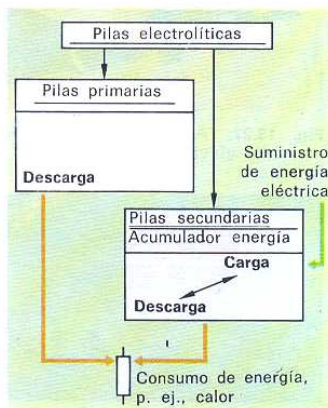 Pilas electrolíticas
Pilas primarias
Descarga
Suministro
de energía
eléctrica
Pilas secundarias
Acumulador energía
Carga
Descarga
Consumo de energía,
p. ej., calor